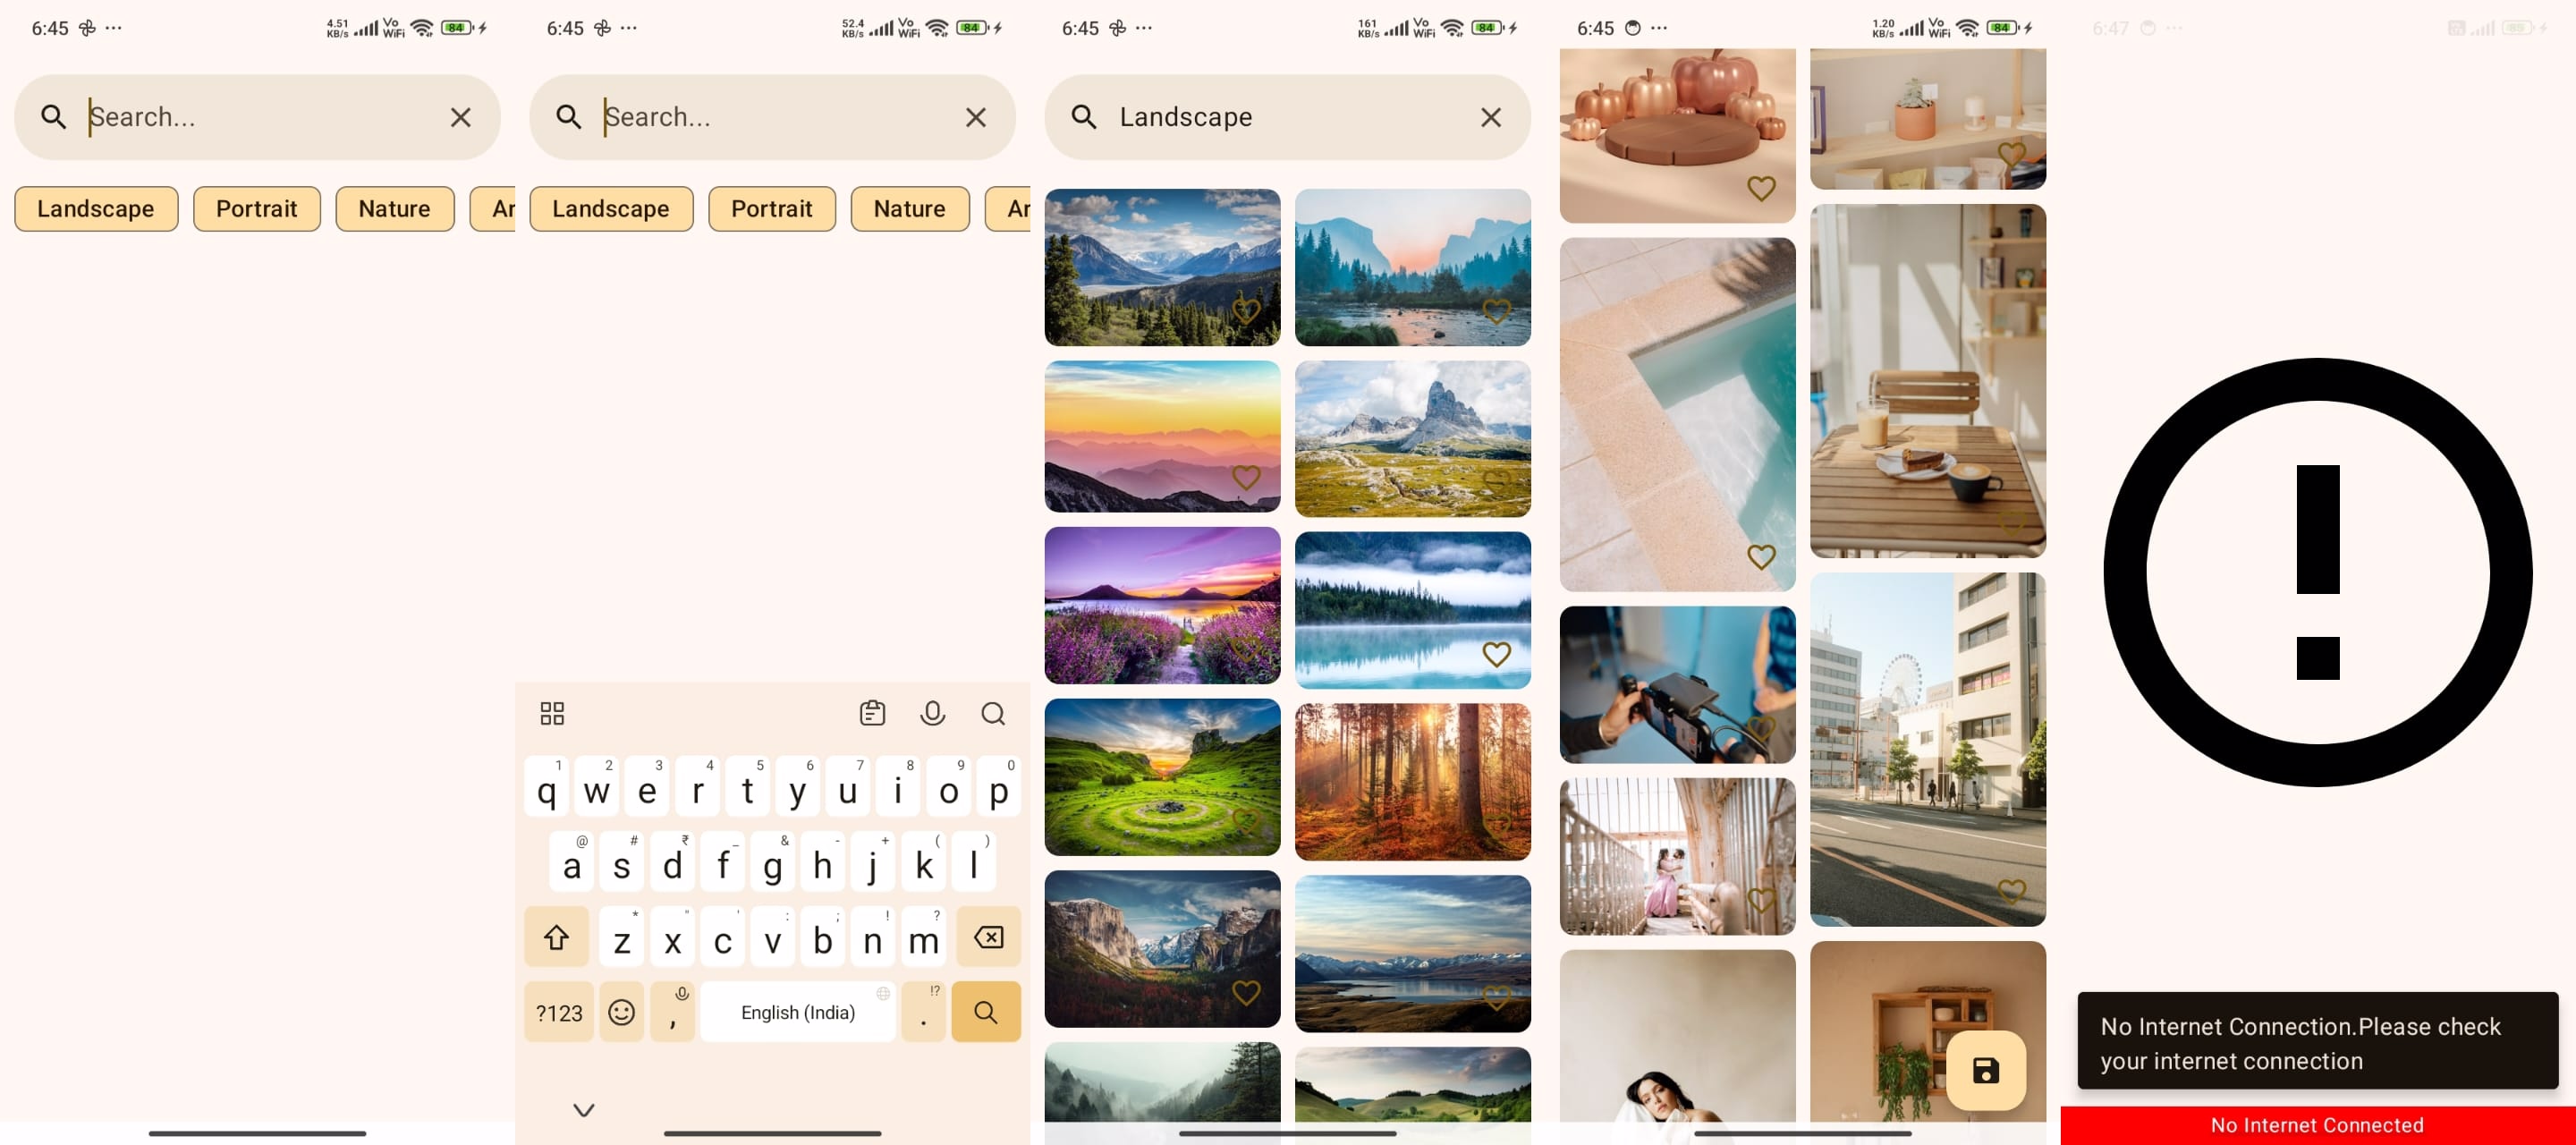 6:45
4.51 KB/s
Vo WiFi
84
Search...
Landscape
Portrait
Nature
Ar
6:45
52.4 KB/s
Vo WiFi
84
Search...
Landscape
Portrait
Nature
Ar
1 2 3 4 5 6 7 8 9 0
q w e r t y u i o p
@ # ₹ _ & - + ( )
a s d f g h j k l
* " ' : ; ! ?
z x c v b n m
?123
,
English (India)
!?
.
6:45
161 KB/s
Vo WiFi
84
Landscape
6:45
1.20 KB/s
Vo WiFi
84
6:47
No Internet Connection.Please check
your internet connection
No Internet Connected